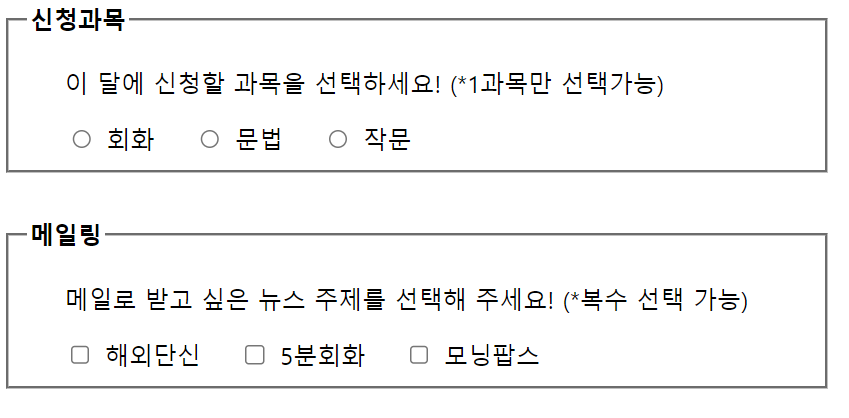 신청과목
이 달에 신청할 과목을 선택하세요! (*1과목만 선택가능)
회화 문법 작문
메일링
메일로 받고 싶은 뉴스 주제를 선택해 주세요! (*복수 선택 가능)
해외단신 5분회화 모닝팝스